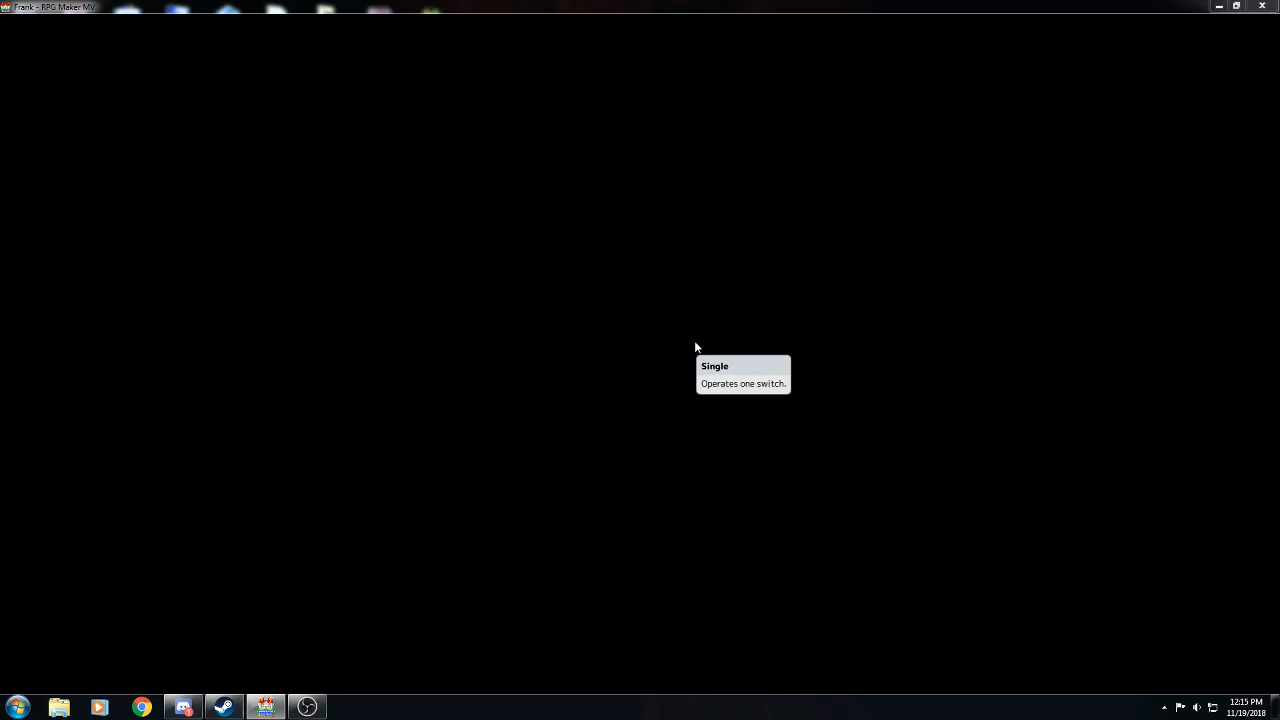 Frank - RPG Maker MV
Single
Operates one switch.
12:15 PM
11/19/2018